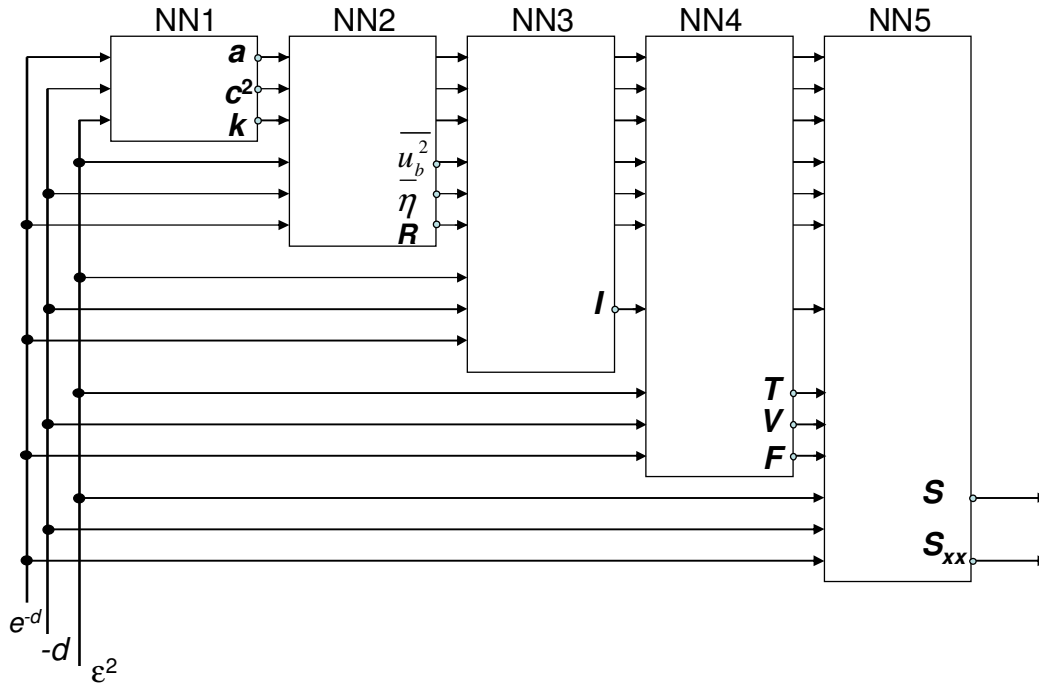 NN1 NN2 NN3 NN4 NN5
a
c²
k
u_b²
η
R
I
T
V
F
S
S_xx
e^-d
-d
ε²